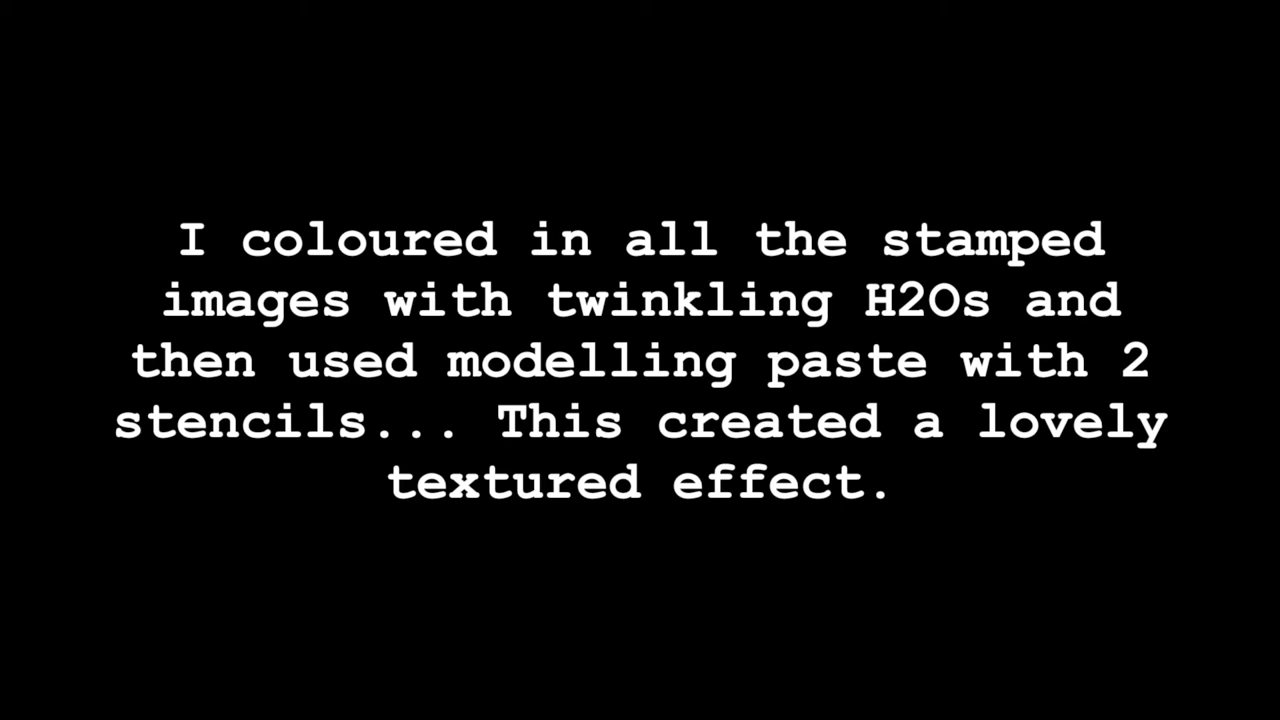 I coloured in all the stamped
images with twinkling H2Os and
then used modelling paste with 2
stencils... This created a lovely
textured effect.